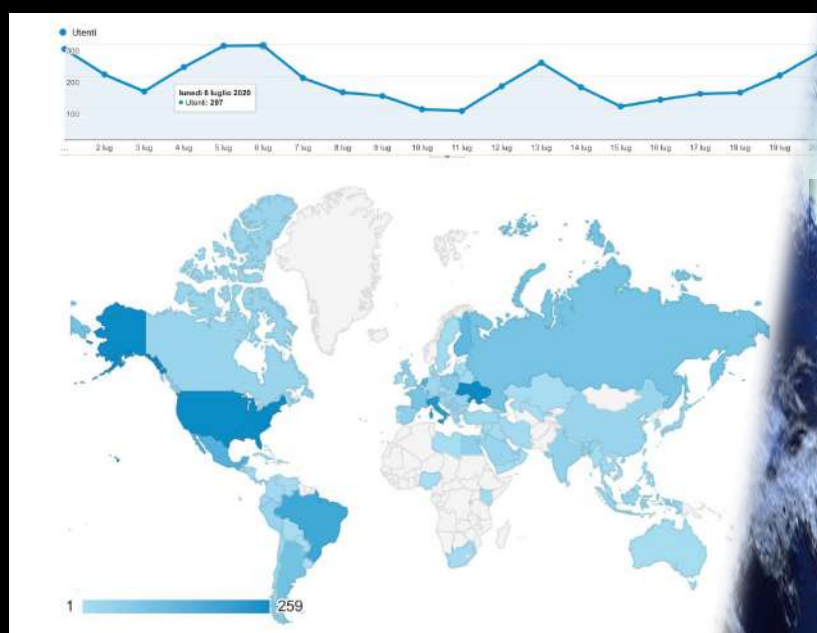 Utenti
300
200
100
lunedì 6 luglio 2020
Utenti: 297
... 2 lug 3 lug 4 lug 5 lug 6 lug 7 lug 8 lug 9 lug 10 lug 11 lug 12 lug 13 lug 14 lug 15 lug 16 lug 17 lug 18 lug 19 lug
1 259